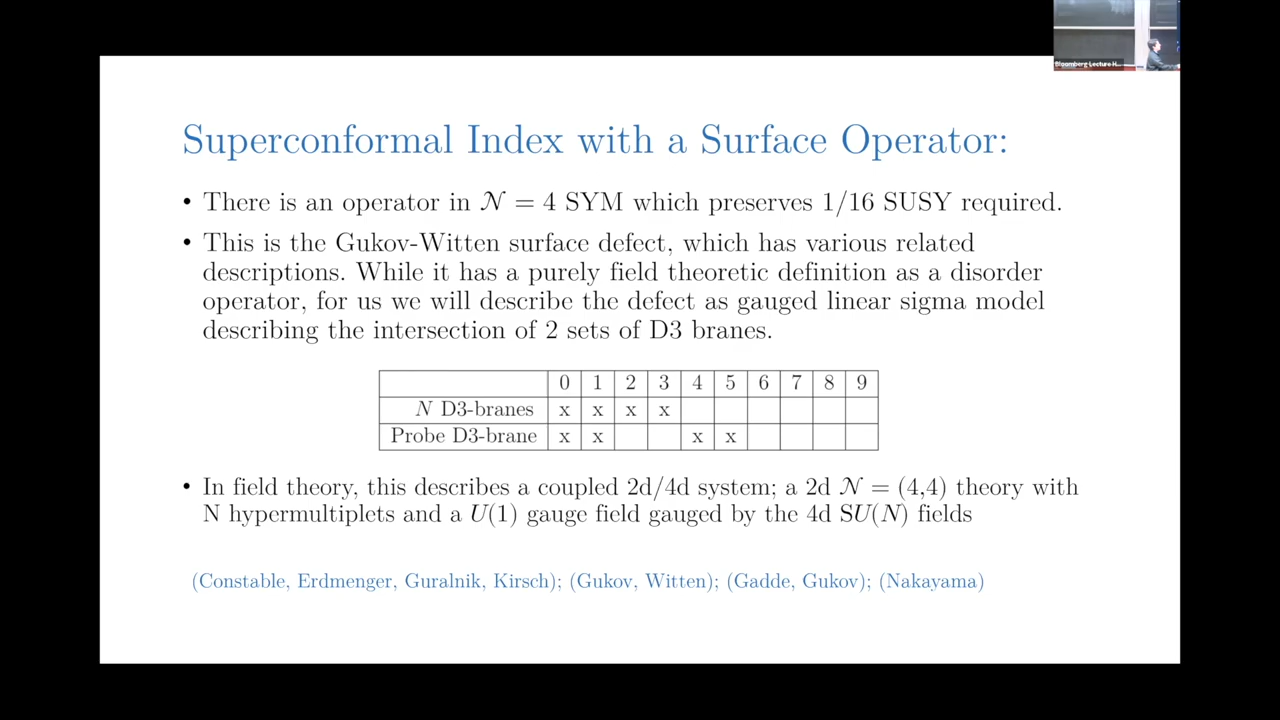 Bloomberg Lecture H...
Superconformal Index with a Surface Operator:
• There is an operator in 𝒩 = 4 SYM which preserves 1/16 SUSY required.
• This is the Gukov-Witten surface defect, which has various related
descriptions. While it has a purely field theoretic definition as a disorder
operator, for us we will describe the defect as gauged linear sigma model
describing the intersection of 2 sets of D3 branes.
0 1 2 3 4 5 6 7 8 9
N D3-branes x x x x
Probe D3-brane x x x x
• In field theory, this describes a coupled 2d/4d system; a 2d 𝒩 = (4,4) theory with
N hypermultiplets and a U(1) gauge field gauged by the 4d SU(N) fields
(Constable, Erdmenger, Guralnik, Kirsch); (Gukov, Witten); (Gadde, Gukov); (Nakayama)